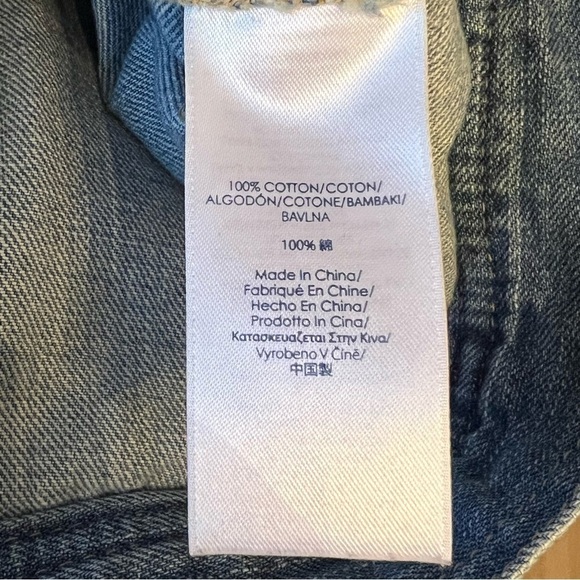 100% COTTON/COTON/
ALGODÓN/COTONE/BAMBAKI/
BAVLNA
100% 綿
Made In China/
Fabriqué En Chine/
Hecho En China/
Prodotto In Cina/
Κατασκευαζεται Στην Κινα/
Vyrobeno V Číně/
中国製